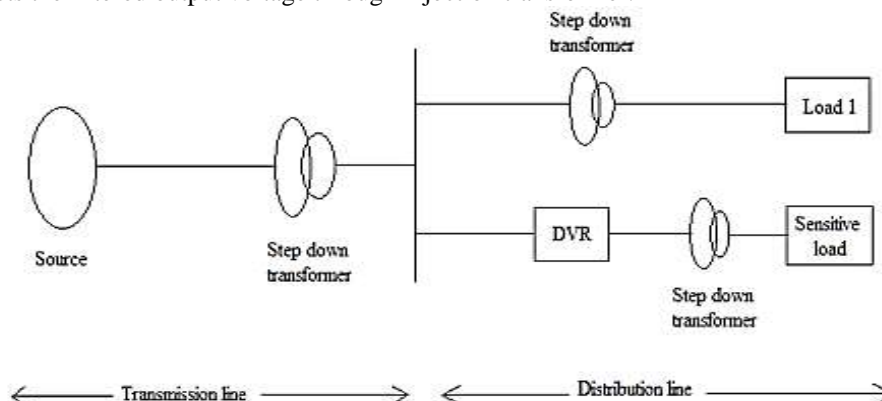 Step down
transformer
Load 1
Source
Step down
transformer
DVR
Sensitive
load
Step down
transformer
Transmission line
Distribution line